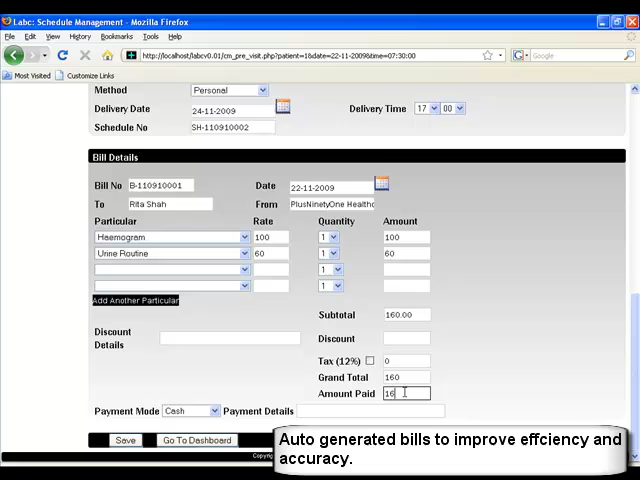 Labc: Schedule Management - Mozilla Firefox
File Edit View History Bookmarks Tools Help
http://localhost/labcv0.01/cm_pre_visit.php?patient=1&date=22-11-2009&time=07:30:00
Google
Most Visited Customize Links
Method Personal
Delivery Date 24-11-2009 Delivery Time 17 00
Schedule No SH-110910002
Bill Details
Bill No B-110910001 Date 22-11-2009
To Rita Shah From PlusNinetyOne Healthc
Particular Rate Quantity Amount
Haemogram 100 1 100
Urine Routine 60 1 60
1
1
Add Another Particular
Subtotal 160.00
Discount
Details Discount
Tax (12%) 0
Grand Total 160
Amount Paid 16
Payment Mode Cash Payment Details
Save Go To Dashboard
Auto generated bills to improve effciency and
accuracy.